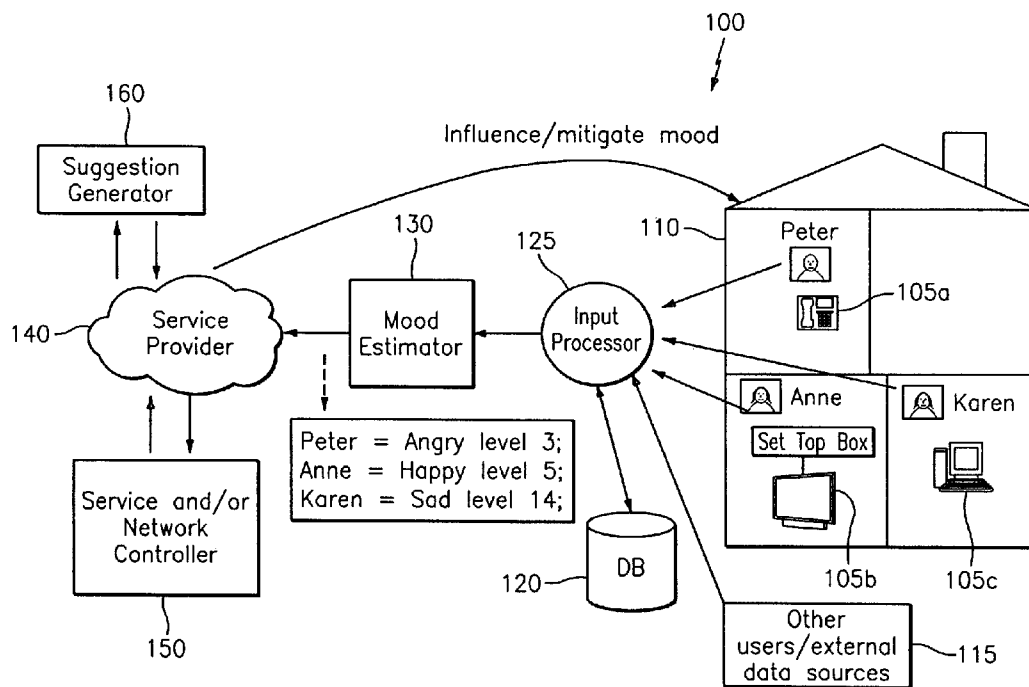 100
160
Suggestion
Generator
Influence/mitigate mood
110
Peter
130
125
105a
140
Service
Provider
Mood
Estimator
Input
Processor
Anne
Karen
Set Top Box
Peter = Angry level 3;
Anne = Happy level 5;
Karen = Sad level 14;
Service and/or
Network
Controller
120
DB
105b
105c
150
Other
users/external
data sources
115